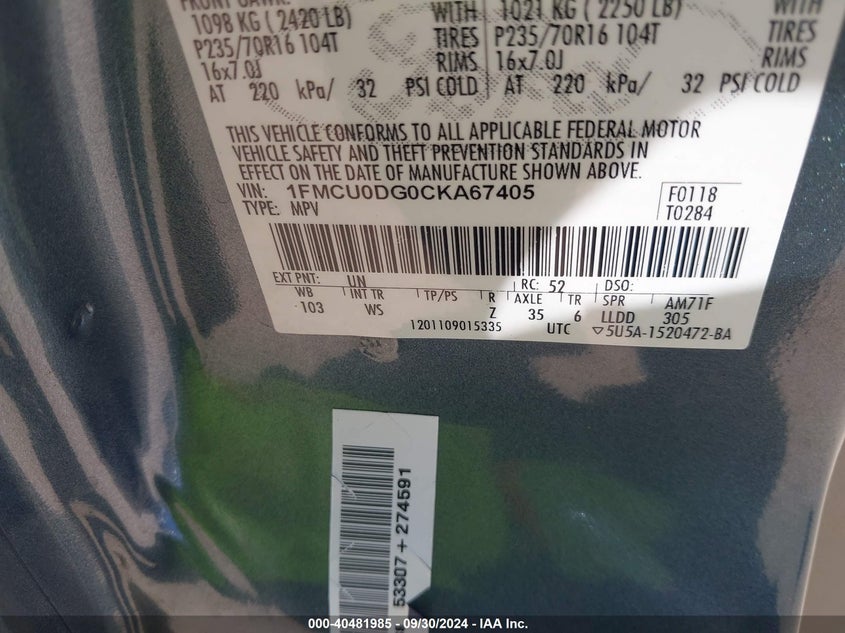 1098 KG ( 2420 LB) WITH 1021 KG ( 2250 LB) WITH
P235/70R16 104T TIRES P235/70R16 104T TIRES
16x7.0J RIMS 16x7.0J RIMS
AT 220 kPa/ 32 PSI COLD AT 220 kPa/ 32 PSI COLD
THIS VEHICLE CONFORMS TO ALL APPLICABLE FEDERAL MOTOR
VEHICLE SAFETY AND THEFT PREVENTION STANDARDS IN
EFFECT ON THE DATE OF MANUFACTURE SHOWN ABOVE.
VIN: 1FMCU0DG0CKA67405 F0118
TYPE: MPV T0284
EXT PNT: UN RC: 52 DSO:
WB INT TR TP/PS R AXLE TR SPR AM71F
103 WS Z 35 6 LLDD 305
1201109015335 UTC ▽5U5A-1520472-BA
53307 + 274591
000-40481985 - 09/30/2024 - IAA Inc.